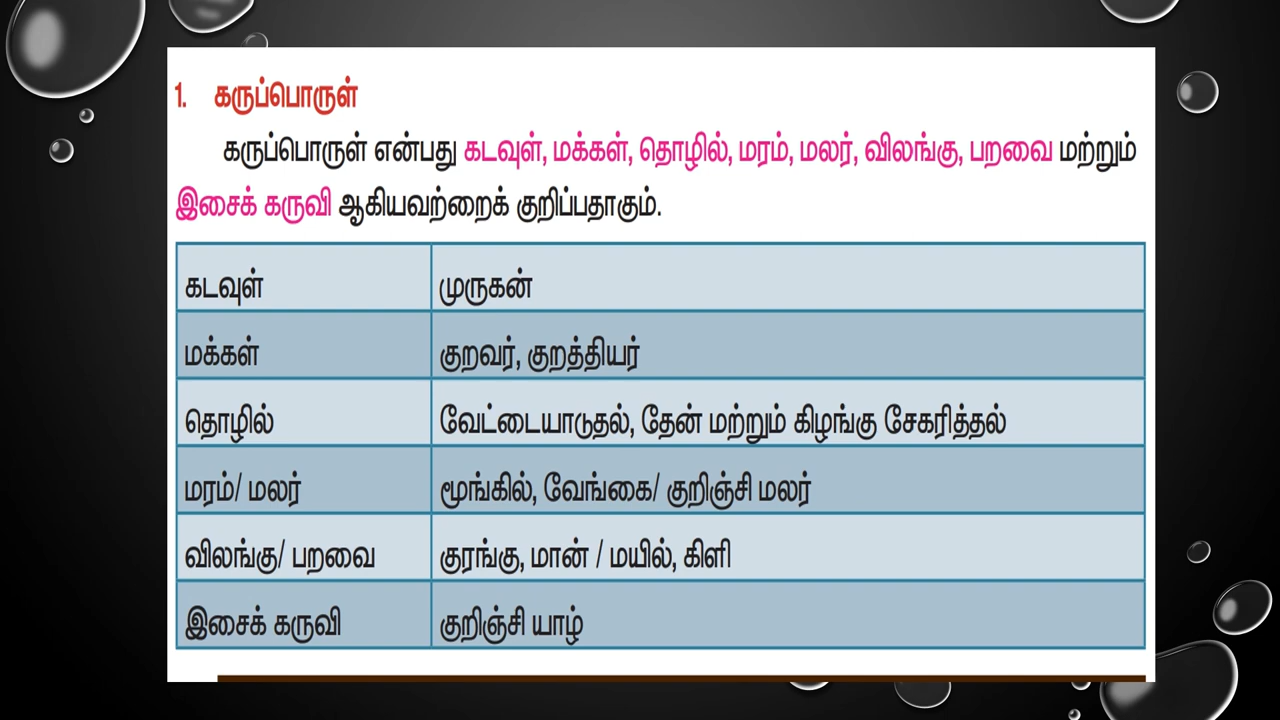 1. கருப்பொருள்
கருப்பொருள் என்பது கடவுள், மக்கள், தொழில், மரம், மலர், விலங்கு, பறவை மற்றும்
இசைக் கருவி ஆகியவற்றைக் குறிப்பதாகும்.
கடவுள் முருகன்
மக்கள் குறவர், குறத்தியர்
தொழில் வேட்டையாடுதல், தேன் மற்றும் கிழங்கு சேகரித்தல்
மரம்/ மலர் மூங்கில், வேங்கை/ குறிஞ்சி மலர்
விலங்கு/ பறவை குரங்கு, மான் / மயில், கிளி
இசைக் கருவி குறிஞ்சி யாழ்